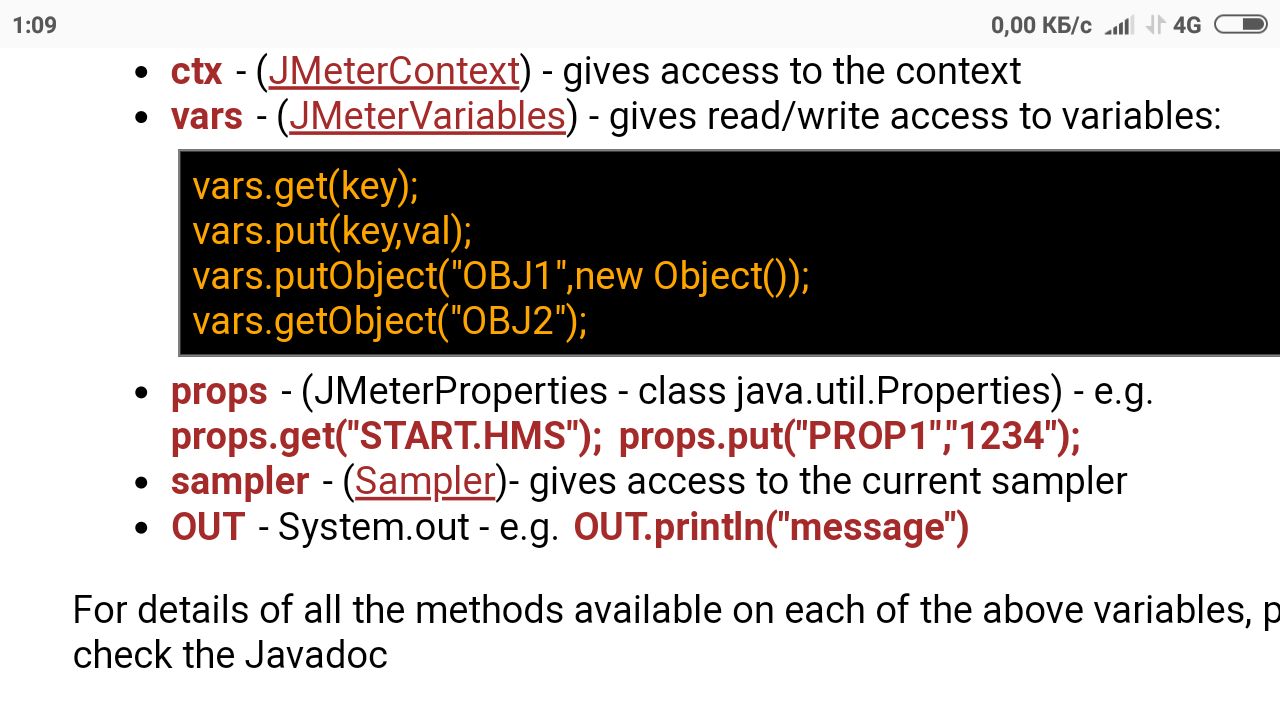 1:09 0,00 КБ/с 4G
• ctx - (JMeterContext) - gives access to the context
• vars - (JMeterVariables) - gives read/write access to variables:
vars.get(key);
vars.put(key,val);
vars.putObject("OBJ1",new Object());
vars.getObject("OBJ2");
• props - (JMeterProperties - class java.util.Properties) - e.g.
props.get("START.HMS"); props.put("PROP1","1234");
• sampler - (Sampler)- gives access to the current sampler
• OUT - System.out - e.g. OUT.println("message")
For details of all the methods available on each of the above variables, p
check the Javadoc